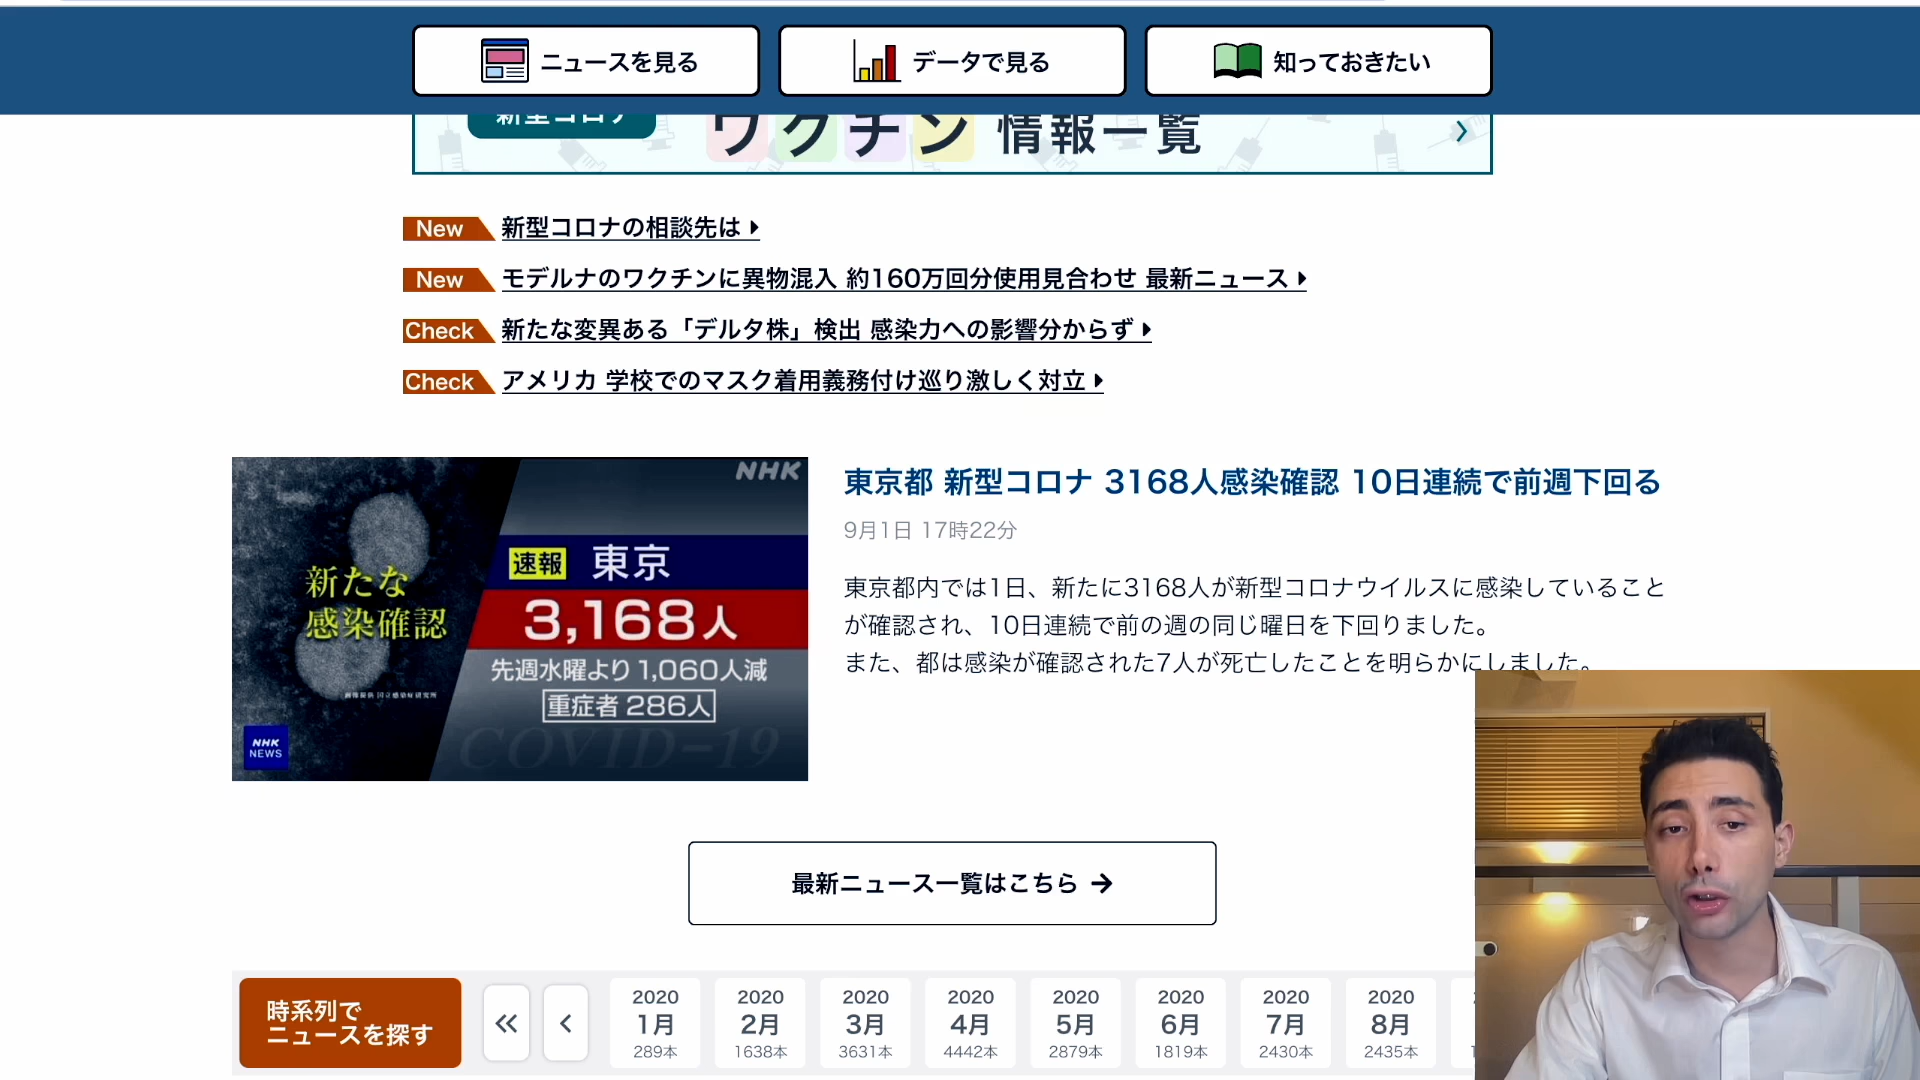 ニュースを見る
データで見る
知っておきたい
新型コロナ
ワクチン 情報一覧
New 新型コロナの相談先は
New モデルナのワクチンに異物混入 約160万回分使用見合わせ 最新ニュース
Check 新たな変異ある「デルタ株」検出 感染力への影響分からず
Check アメリカ 学校でのマスク着用義務付け巡り激しく対立
NHK
新たな
感染確認
速報 東京
3,168人
先週水曜より1,060人減
重症者 286人
COVID-19
NHK
NEWS
東京都 新型コロナ 3168人感染確認 10日連続で前週下回る
9月1日 17時22分
東京都内では1日、新たに3168人が新型コロナウイルスに感染していること
が確認され、10日連続で前の週の同じ曜日を下回りました。
また、都は感染が確認された7人が死亡したことを明らかにしました。
最新ニュース一覧はこちら
時系列で
ニュースを探す
2020
1月
289本
2020
2月
1638本
2020
3月
3631本
2020
4月
4442本
2020
5月
2879本
2020
6月
1819本
2020
7月
2430本
2020
8月
2435本